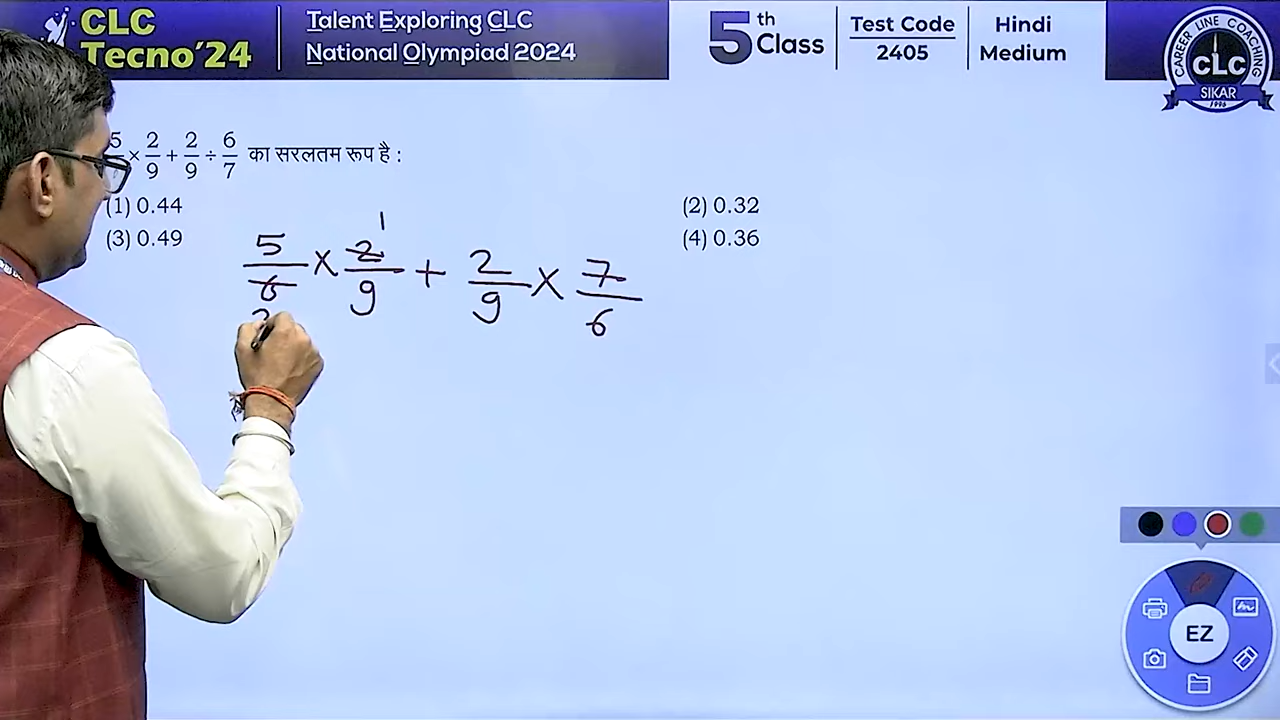 CLC
Tecno'24
Talent Exploring CLC
National Olympiad 2024
5th Class
Test Code
2405
Hindi
Medium
CAREER LINE COACHING
CLC
SIKAR
1996
5 × 2/9 + 2/9 ÷ 6/7 का सरलतम रूप है :
(1) 0.44 (2) 0.32
(3) 0.49 (4) 0.36
1
5/6 × 2/9 + 2/9 × 7/6
EZ